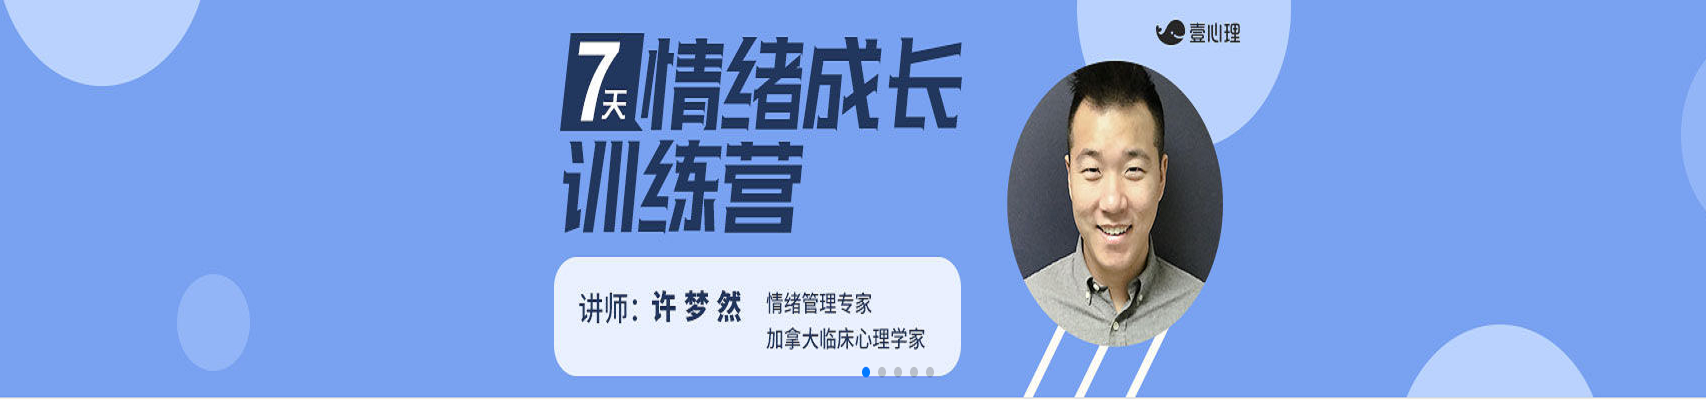 壹心理
7天情绪成长
训练营
讲师：许梦然
情绪管理专家
加拿大临床心理学家